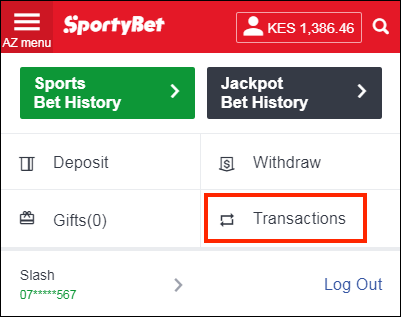 SportyBet
KES 1,386.46
AZ menu
Sports
Bet History
Jackpot
Bet History
Deposit
Withdraw
Gifts(0)
Transactions
Slash
07*****567
Log Out